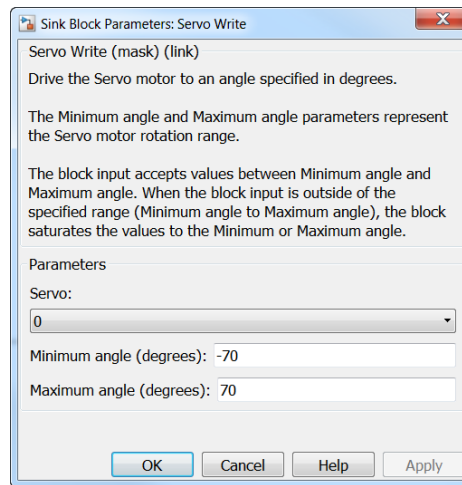 Sink Block Parameters: Servo Write
Servo Write (mask) (link)
Drive the Servo motor to an angle specified in degrees.
The Minimum angle and Maximum angle parameters represent
the Servo motor rotation range.
The block input accepts values between Minimum angle and
Maximum angle. When the block input is outside of the
specified range (Minimum angle to Maximum angle), the block
saturates the values to the Minimum or Maximum angle.
Parameters
Servo:
0
Minimum angle (degrees): -70
Maximum angle (degrees): 70
OK Cancel Help Apply